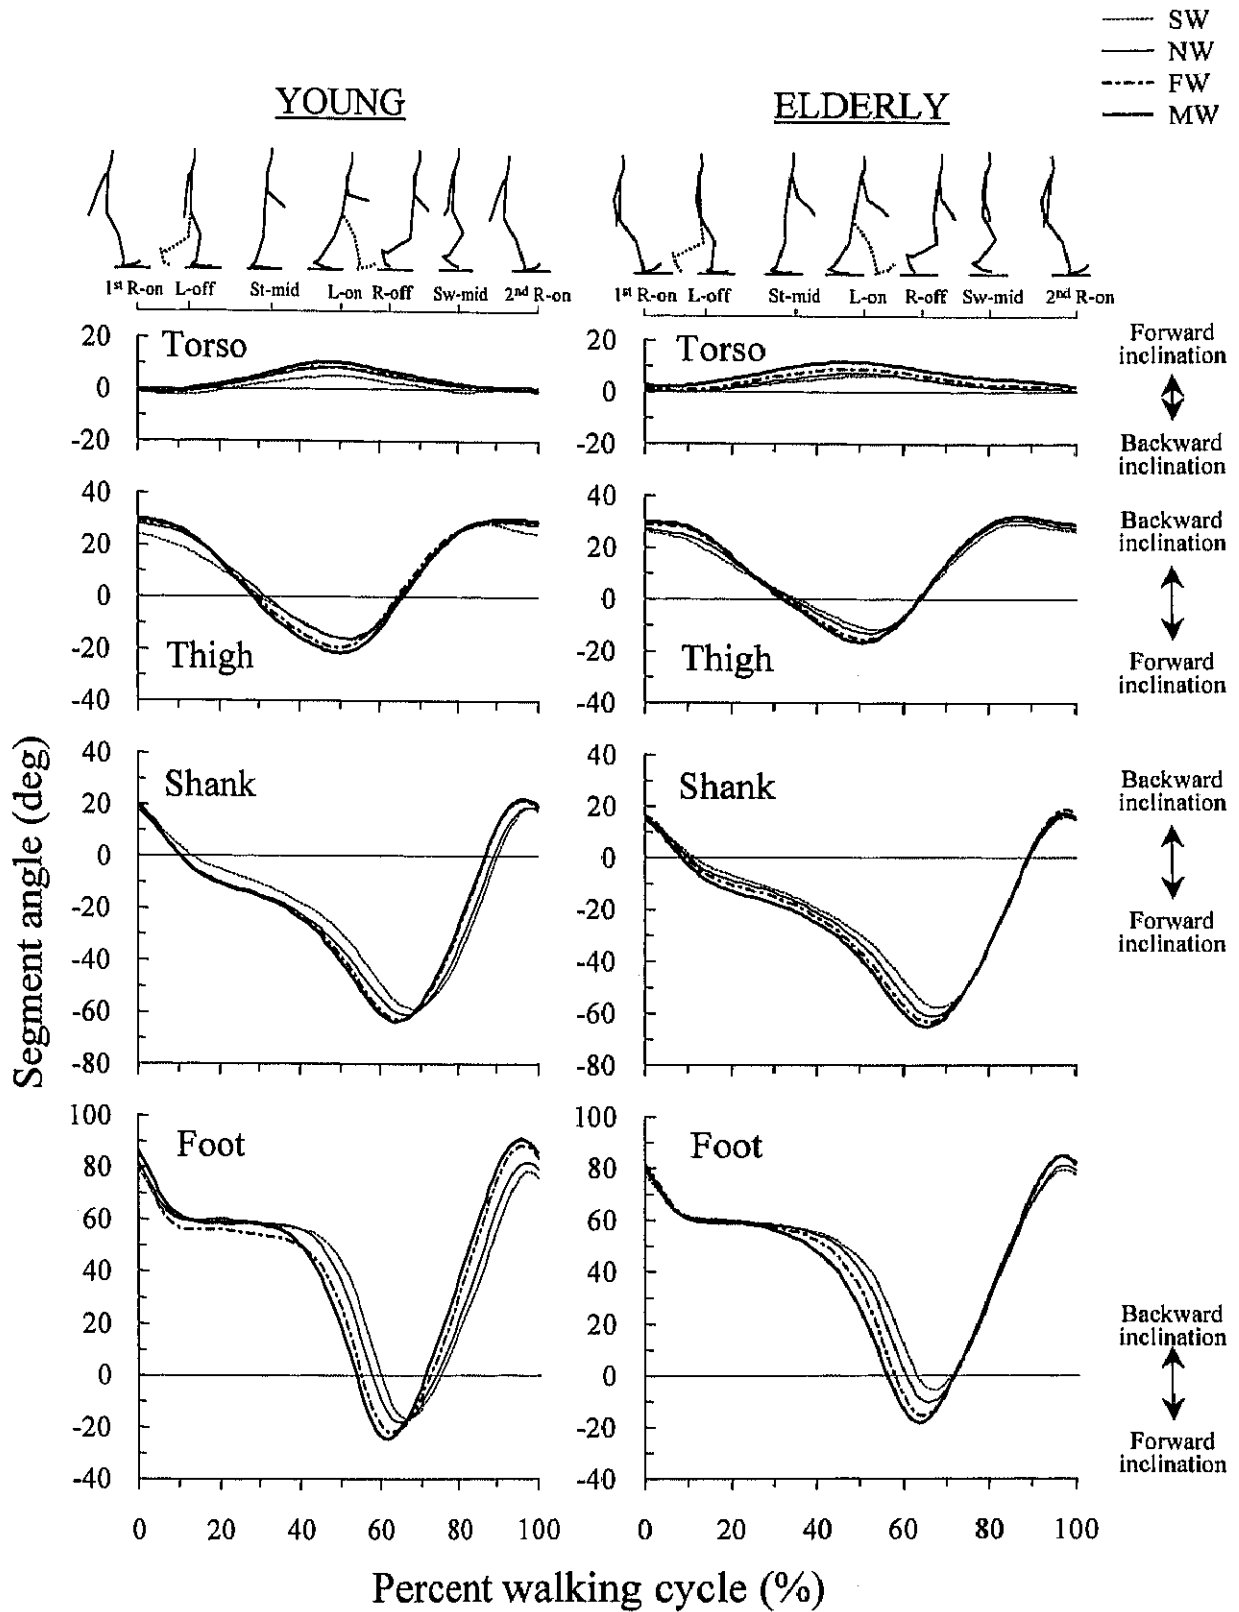 SW
NW
FW
MW
YOUNG
ELDERLY
1st R-on L-off St-mid L-on R-off Sw-mid 2nd R-on
1st R-on L-off St-mid L-on R-off Sw-mid 2nd R-on
20
0
-20
Torso
20
0
-20
Torso
Forward
inclination
Backward
inclination
40
20
0
-20
-40
Thigh
40
20
0
-20
-40
Thigh
Backward
inclination
Forward
inclination
Segment angle (deg)
40
20
0
-20
-40
-60
-80
Shank
40
20
0
-20
-40
-60
-80
Shank
Backward
inclination
Forward
inclination
100
80
60
40
20
0
-20
-40
Foot
100
80
60
40
20
0
-20
-40
Foot
Backward
inclination
Forward
inclination
0 20 40 60 80 100
0 20 40 60 80 100
Percent walking cycle (%)